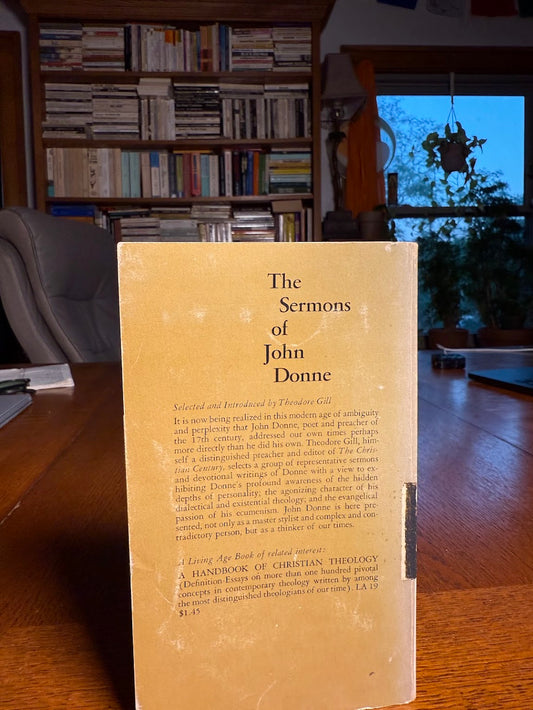 The
Sermons
of
John
Donne
Selected and Introduced by Theodore Gill
It is now being realized in this modern age of ambiguity
and perplexity that John Donne, poet and preacher of
the 17th century, addressed our own times perhaps
more directly than he did his own. Theodore Gill, him-
self a distinguished preacher and editor of The Chris-
tian Century, selects a group of representative sermons
and devotional writings of Donne with a view to ex-
hibiting Donne's profound awareness of the hidden
depths of personality; the agonizing character of his
dialectical and existential theology; and the evangelical
passion of his ecumenism. John Donne is here pre-
sented, not only as a master stylist and complex and con-
tradictory person, but as a thinker of our times.
A Living Age Book of related interest:
A HANDBOOK OF CHRISTIAN THEOLOGY
(Definition-Essays on more than one hundred pivotal
concepts in contemporary theology written by among
the most distinguished theologians of our time). LA 19
$1.45